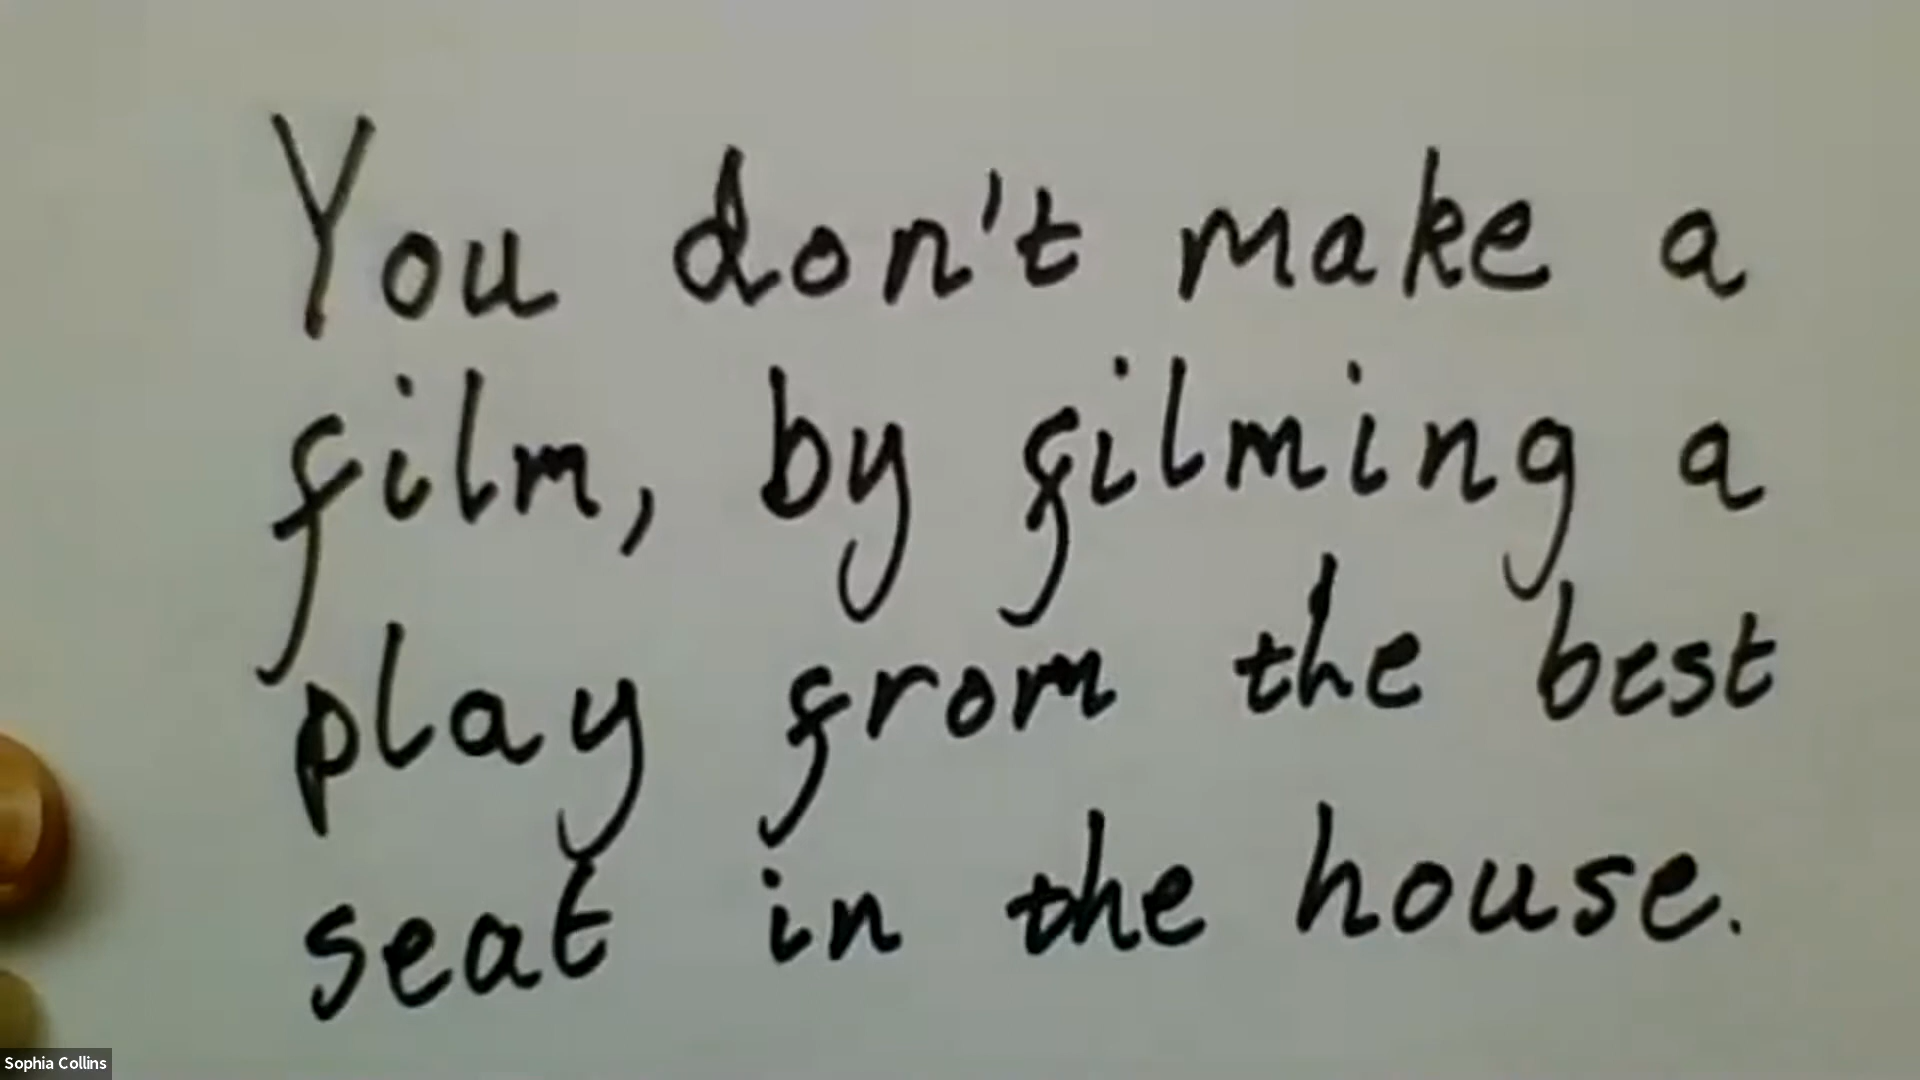 You don't make a
film, by filming a
play from the best
seat in the house.
Sophia Collins